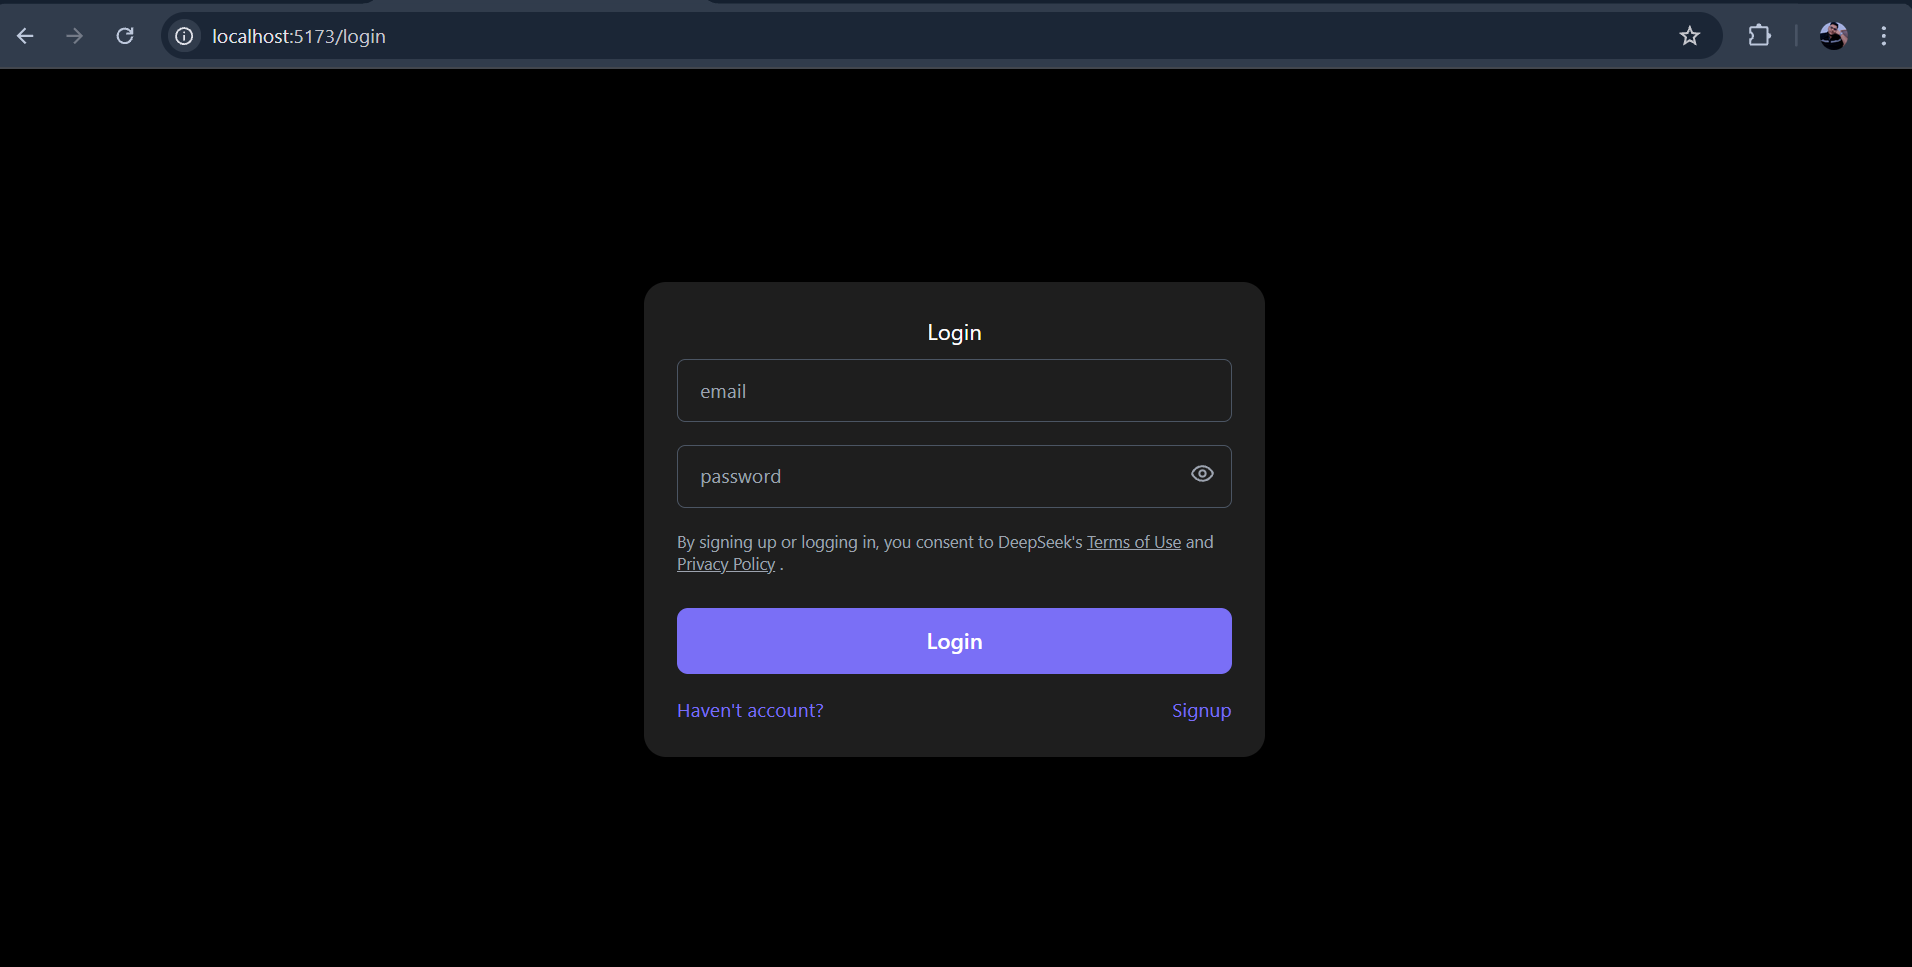 localhost:5173/login
Login
email
password
By signing up or logging in, you consent to DeepSeek's Terms of Use and
Privacy Policy .
Login
Haven't account? Signup